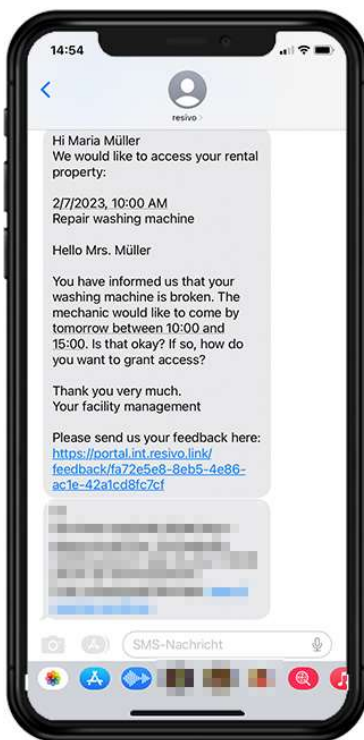 14:54
resivo
Hi Maria Müller
We would like to access your rental
property:
2/7/2023, 10:00 AM
Repair washing machine
Hello Mrs. Müller
You have informed us that your
washing machine is broken. The
mechanic would like to come by
tomorrow between 10:00 and
15:00. Is that okay? If so, how do
you want to grant access?
Thank you very much.
Your facility management
Please send us your feedback here:
https://portal.int.resivo.link/
feedback/fa72e5e8-8eb5-4e86-
ac1e-42a1cd8fc7cf
SMS-Nachricht